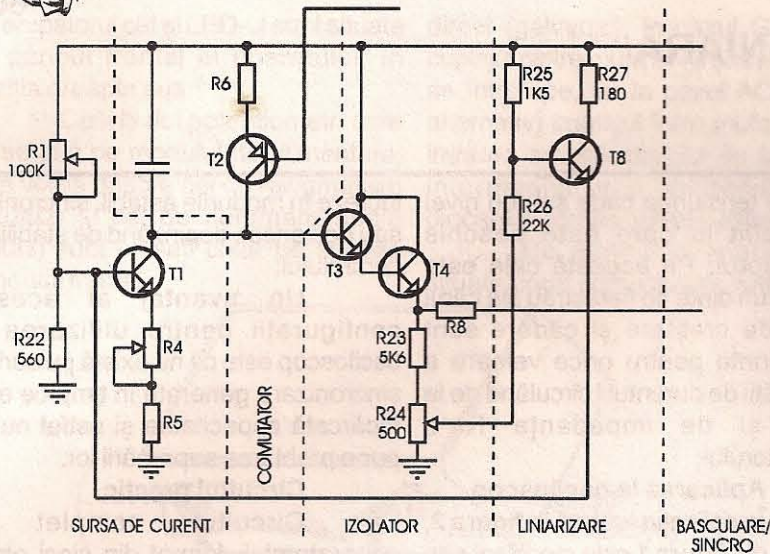 R6
R25
1K5
R27
180
R1
100K
T2
T8
R26
22K
T3
T1
T4
R8
R22
560
R4
R23
5K6
R5
R24
500
COMUTATOR
SURSA DE CURENT
IZOLATOR
LINIARIZARE
BASCULARE/
SINCRO